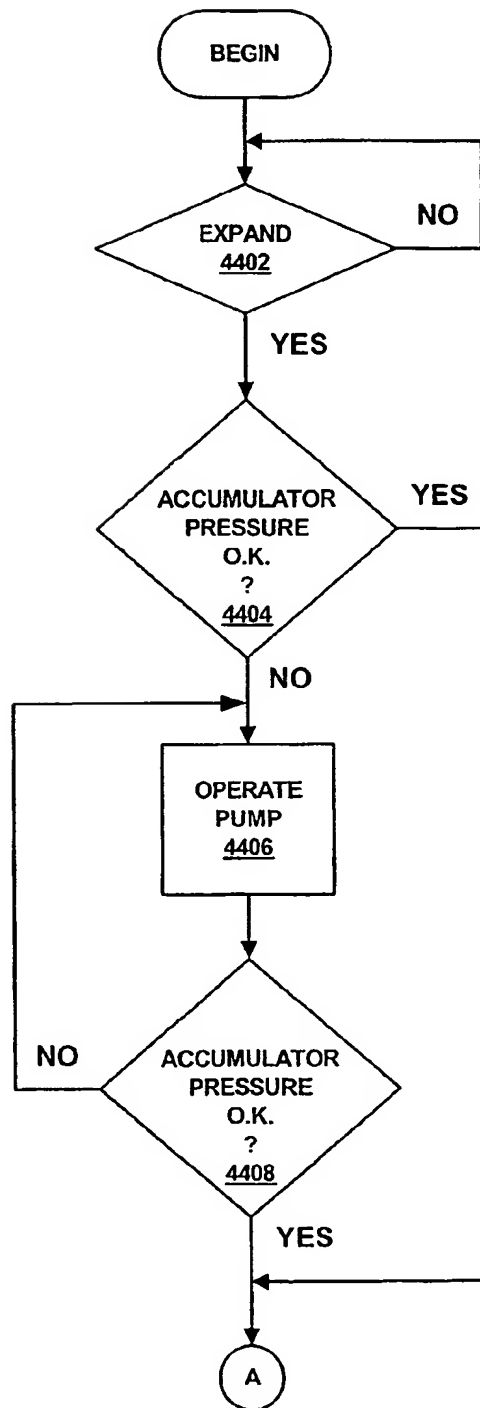 BEGIN
EXPAND
4402
NO
YES
ACCUMULATOR
PRESSURE
O.K.
?
4404
YES
NO
OPERATE
PUMP
4406
ACCUMULATOR
PRESSURE
O.K.
?
4408
NO
YES
A